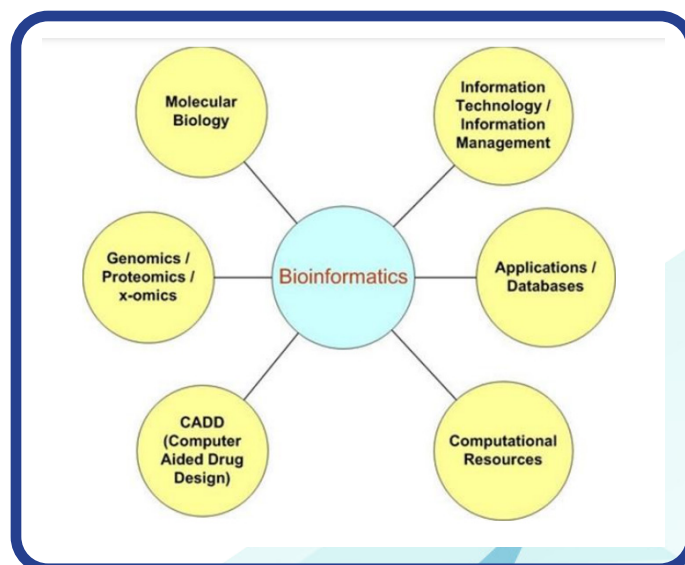 Molecular
Biology
Information
Technology /
Information
Management
Genomics /
Proteomics /
x-omics
Bioinformatics
Applications /
Databases
CADD
(Computer
Aided Drug
Design)
Computational
Resources